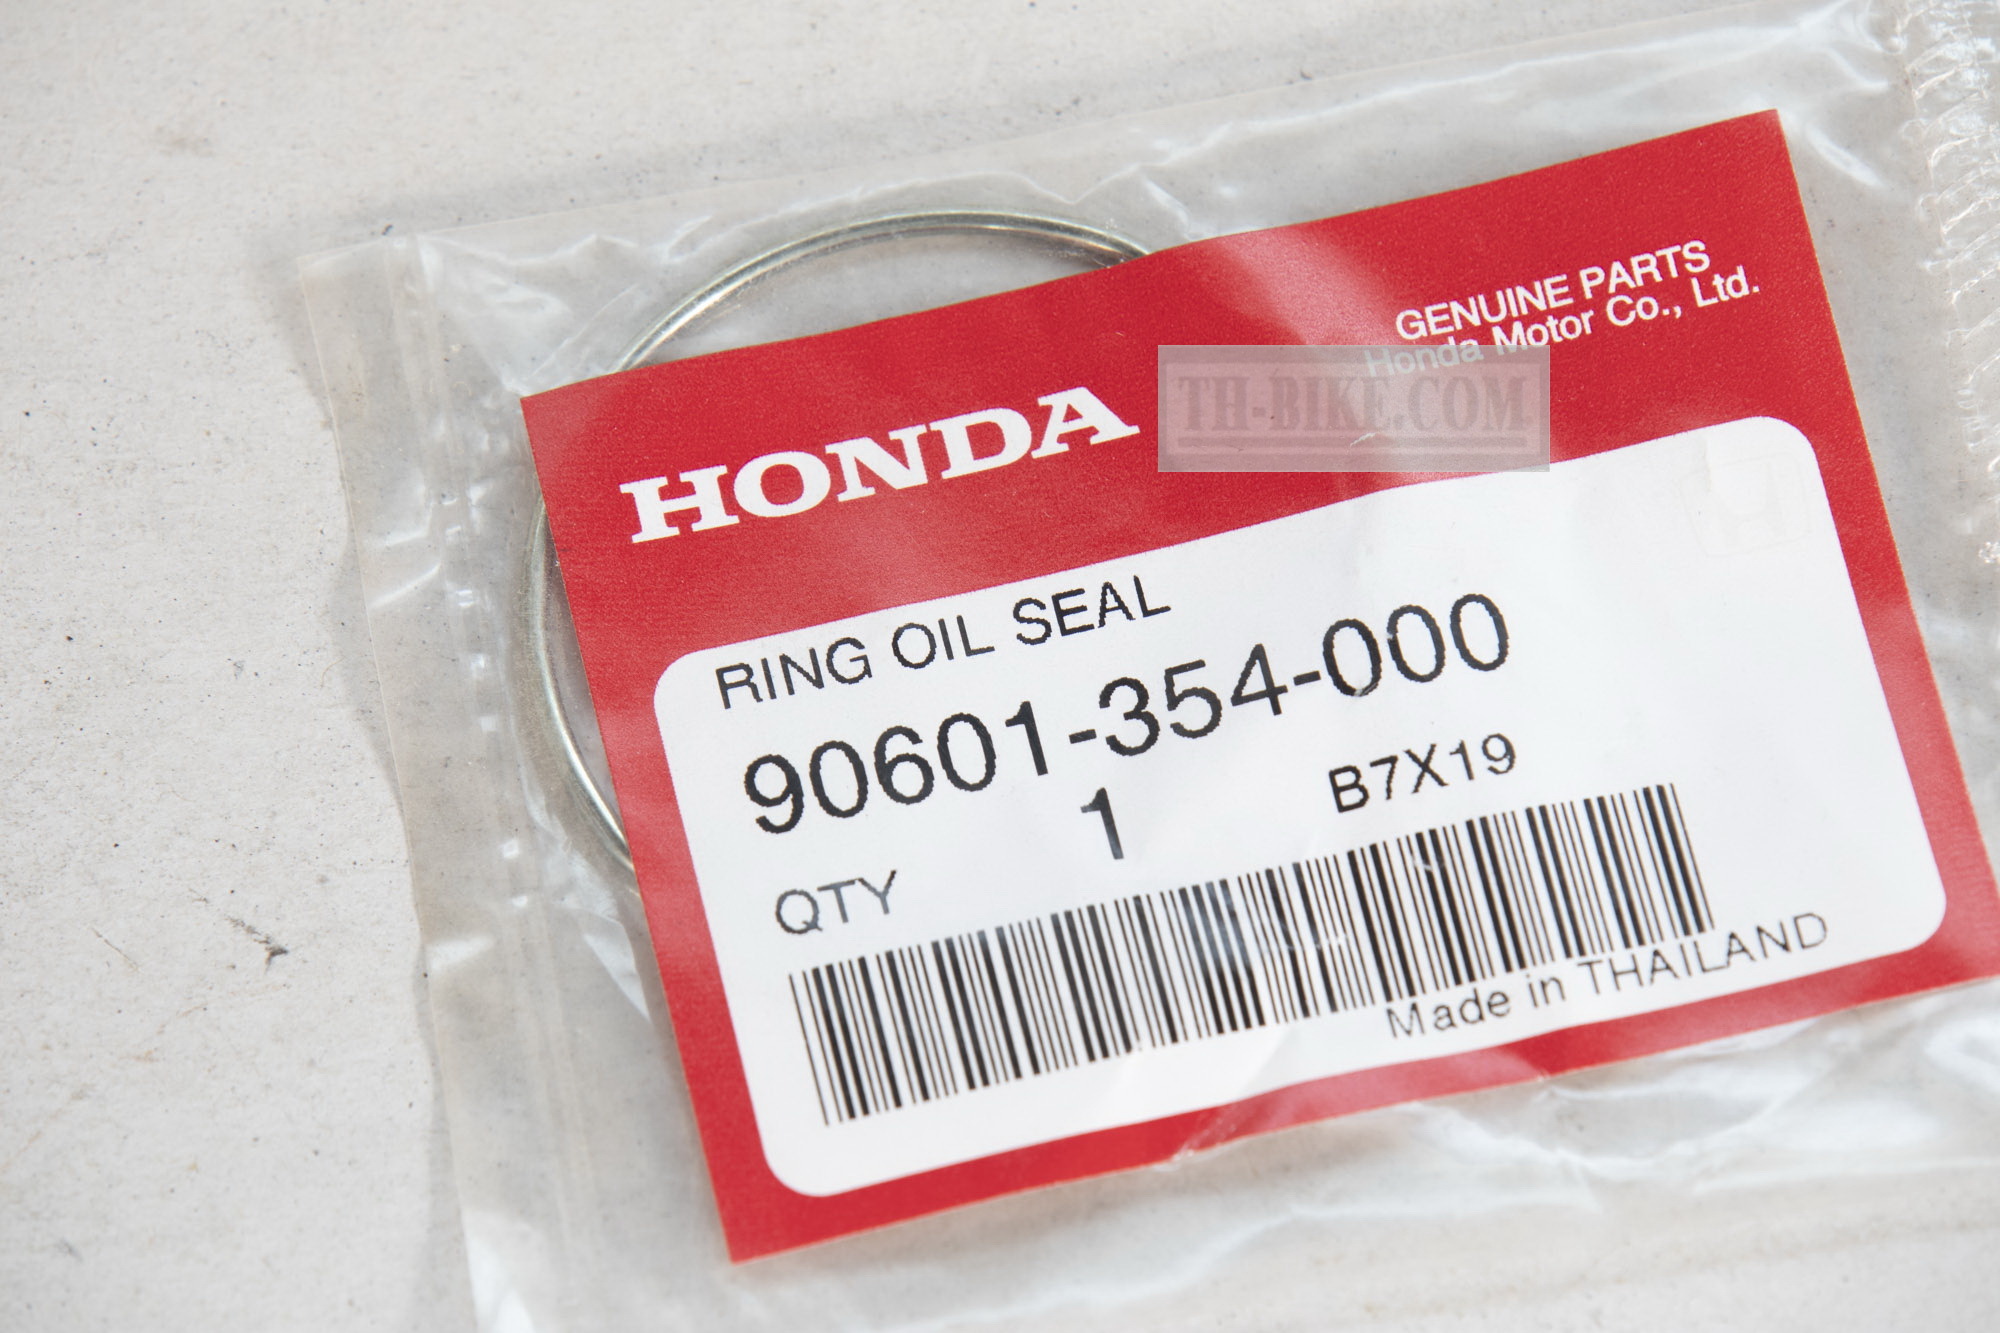 GENUINE PARTS
Honda Motor Co., Ltd.
HONDA
TH-BIKE.COM
RING OIL SEAL
90601-354-000
1 B7X19
QTY
Made in THAILAND